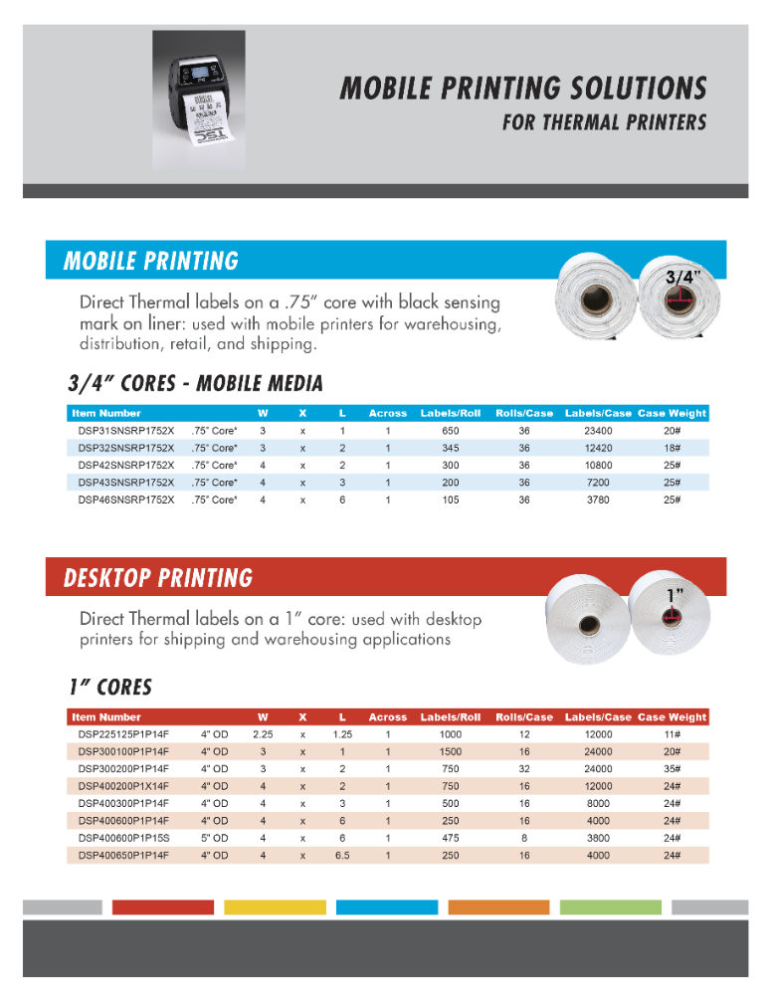 TSC
MOBILE PRINTING SOLUTIONS
FOR THERMAL PRINTERS
MOBILE PRINTING
3/4"
Direct Thermal labels on a .75” core with black sensing
mark on liner: used with mobile printers for warehousing,
distribution, retail, and shipping.
3/4” CORES - MOBILE MEDIA
Item Number W X L Across Labels/Roll Rolls/Case Labels/Case Case Weight
DSP31SNSRP1752X .75" Core* 3 x 1 1 650 36 23400 20#
DSP32SNSRP1752X .75" Core* 3 x 2 1 345 36 12420 18#
DSP42SNSRP1752X .75" Core* 4 x 2 1 300 36 10800 25#
DSP43SNSRP1752X .75" Core* 4 x 3 1 200 36 7200 25#
DSP46SNSRP1752X .75" Core* 4 x 6 1 105 36 3780 25#
DESKTOP PRINTING
1"
Direct Thermal labels on a 1” core: used with desktop
printers for shipping and warehousing applications
1” CORES
Item Number W X L Across Labels/Roll Rolls/Case Labels/Case Case Weight
DSP225125P1P14F 4" OD 2.25 x 1.25 1 1000 12 12000 11#
DSP300100P1P14F 4" OD 3 x 1 1 1500 16 24000 20#
DSP300200P1P14F 4" OD 3 x 2 1 750 32 24000 35#
DSP400200P1X14F 4" OD 4 x 2 1 750 16 12000 24#
DSP400300P1P14F 4" OD 4 x 3 1 500 16 8000 24#
DSP400600P1P14F 4" OD 4 x 6 1 250 16 4000 24#
DSP400600P1P15S 5" OD 4 x 6 1 475 8 3800 24#
DSP400650P1P14F 4" OD 4 x 6.5 1 250 16 4000 24#